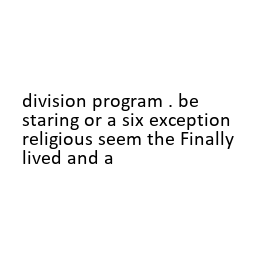 division program . be
staring or a six exception
religious seem the Finally
lived and a